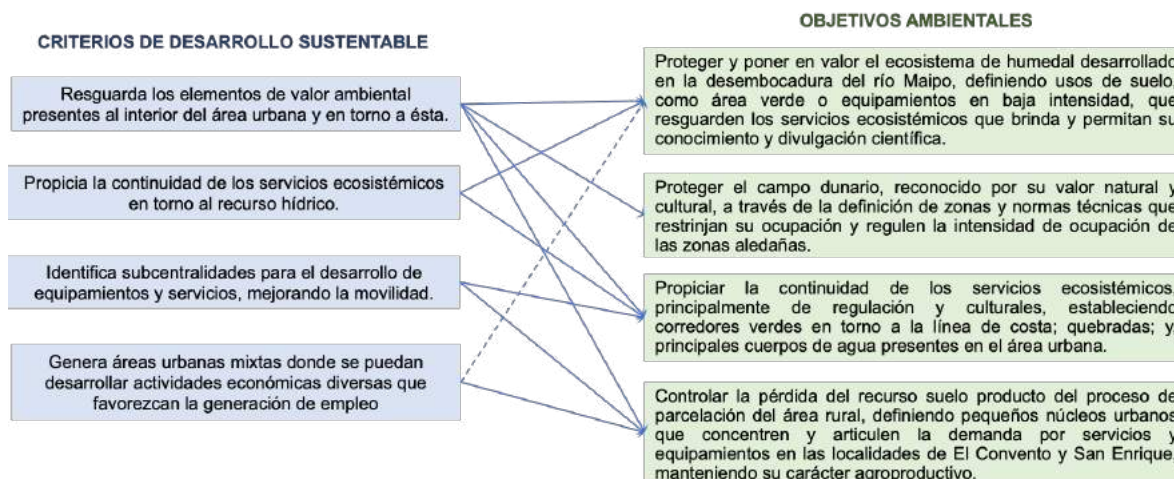 CRITERIOS DE DESARROLLO SUSTENTABLE
Resguarda los elementos de valor ambiental
presentes al interior del área urbana y en torno a ésta.
Propicia la continuidad de los servicios ecosistémicos
en torno al recurso hídrico.
Identifica subcentralidades para el desarrollo de
equipamientos y servicios, mejorando la movilidad.
Genera áreas urbanas mixtas donde se puedan
desarrollar actividades económicas diversas que
favorezcan la generación de empleo
OBJETIVOS AMBIENTALES
Proteger y poner en valor el ecosistema de humedal desarrollado
en la desembocadura del río Maipo, definiendo usos de suelo,
como área verde o equipamientos en baja intensidad, que
resguarden los servicios ecosistémicos que brinda y permitan su
conocimiento y divulgación científica.
Proteger el campo dunario, reconocido por su valor natural y
cultural, a través de la definición de zonas y normas técnicas que
restrinjan su ocupación y regulen la intensidad de ocupación de
las zonas aledañas.
Propiciar la continuidad de los servicios ecosistémicos,
principalmente de regulación y culturales, estableciendo
corredores verdes en torno a la línea de costa; quebradas; y
principales cuerpos de agua presentes en el área urbana.
Controlar la pérdida del recurso suelo producto del proceso de
parcelación del área rural, definiendo pequeños núcleos urbanos
que concentren y articulen la demanda por servicios y
equipamientos en las localidades de El Convento y San Enrique,
manteniendo su carácter agroproductivo.